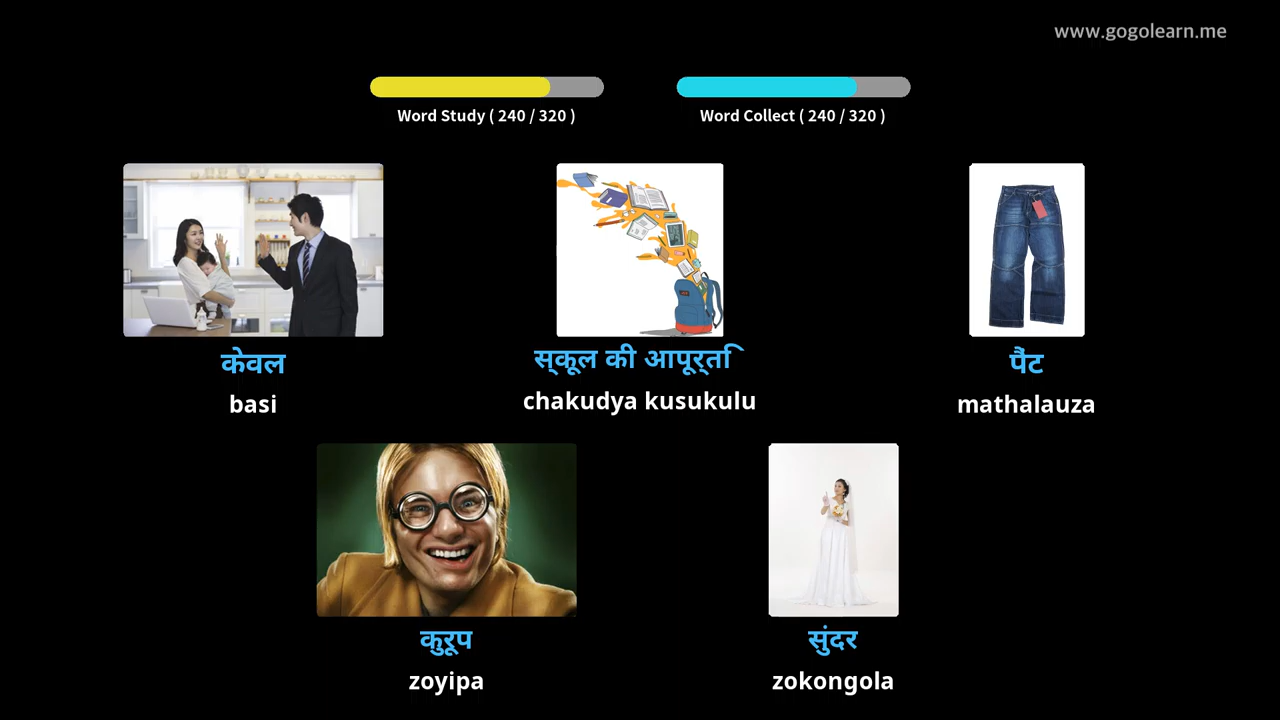 www.gogolearn.me
Word Study ( 240 / 320 )
Word Collect ( 240 / 320 )
केवल
basi
स्कूल की आपूर्ति
chakudya kusukulu
पैंट
mathalauza
कुरूप
zoyipa
सुंदर
zokongola